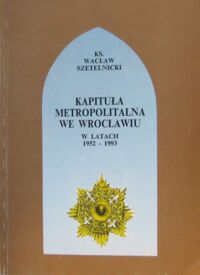 KS.
WACŁAW
SZETELNICKI
KAPITUŁA
METROPOLITALNA
WE WROCŁAWIU
W LATACH
1952 - 1993